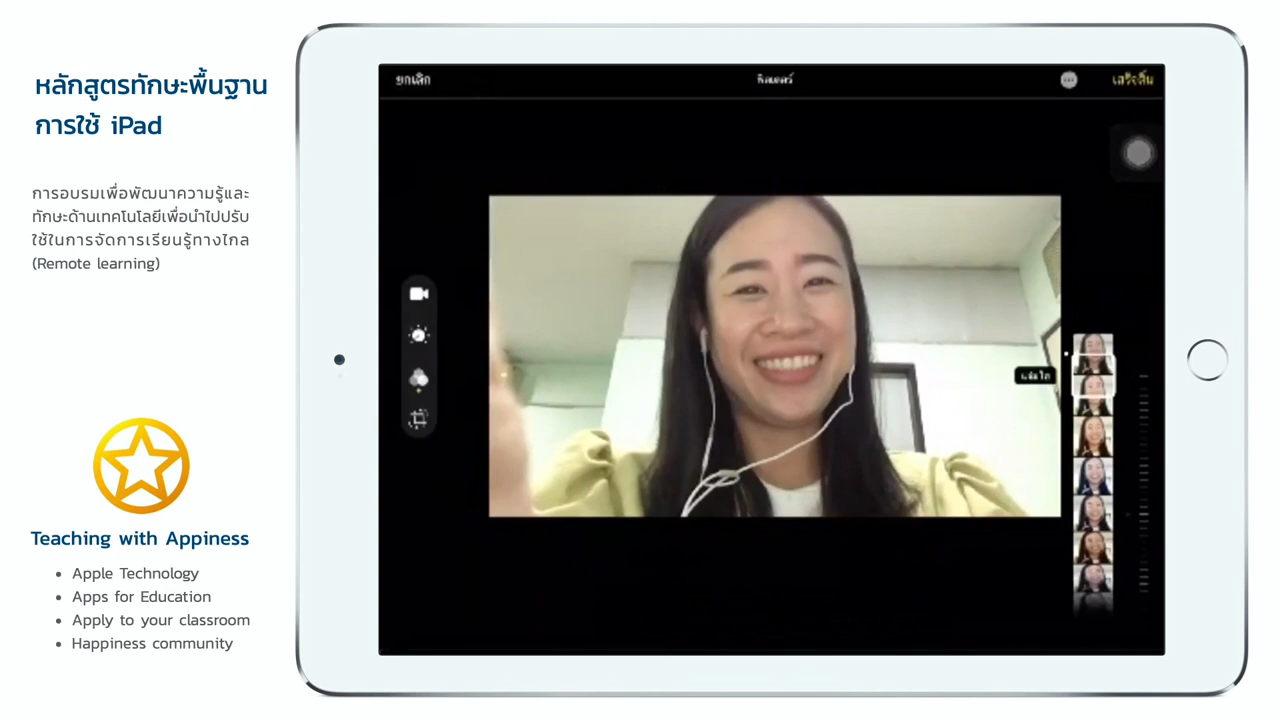 หลักสูตรทักษะพื้นฐาน
การใช้ iPad
การอบรมเพื่อพัฒนาความรู้และ
ทักษะด้านเทคโนโลยีเพื่อนำไปปรับ
ใช้ในการจัดการเรียนรู้ทางไกล
(Remote learning)
Teaching with Appiness
Apple Technology
Apps for Education
Apply to your classroom
Happiness community
ยกเลิก
ฟิลเตอร์
เสร็จสิ้น